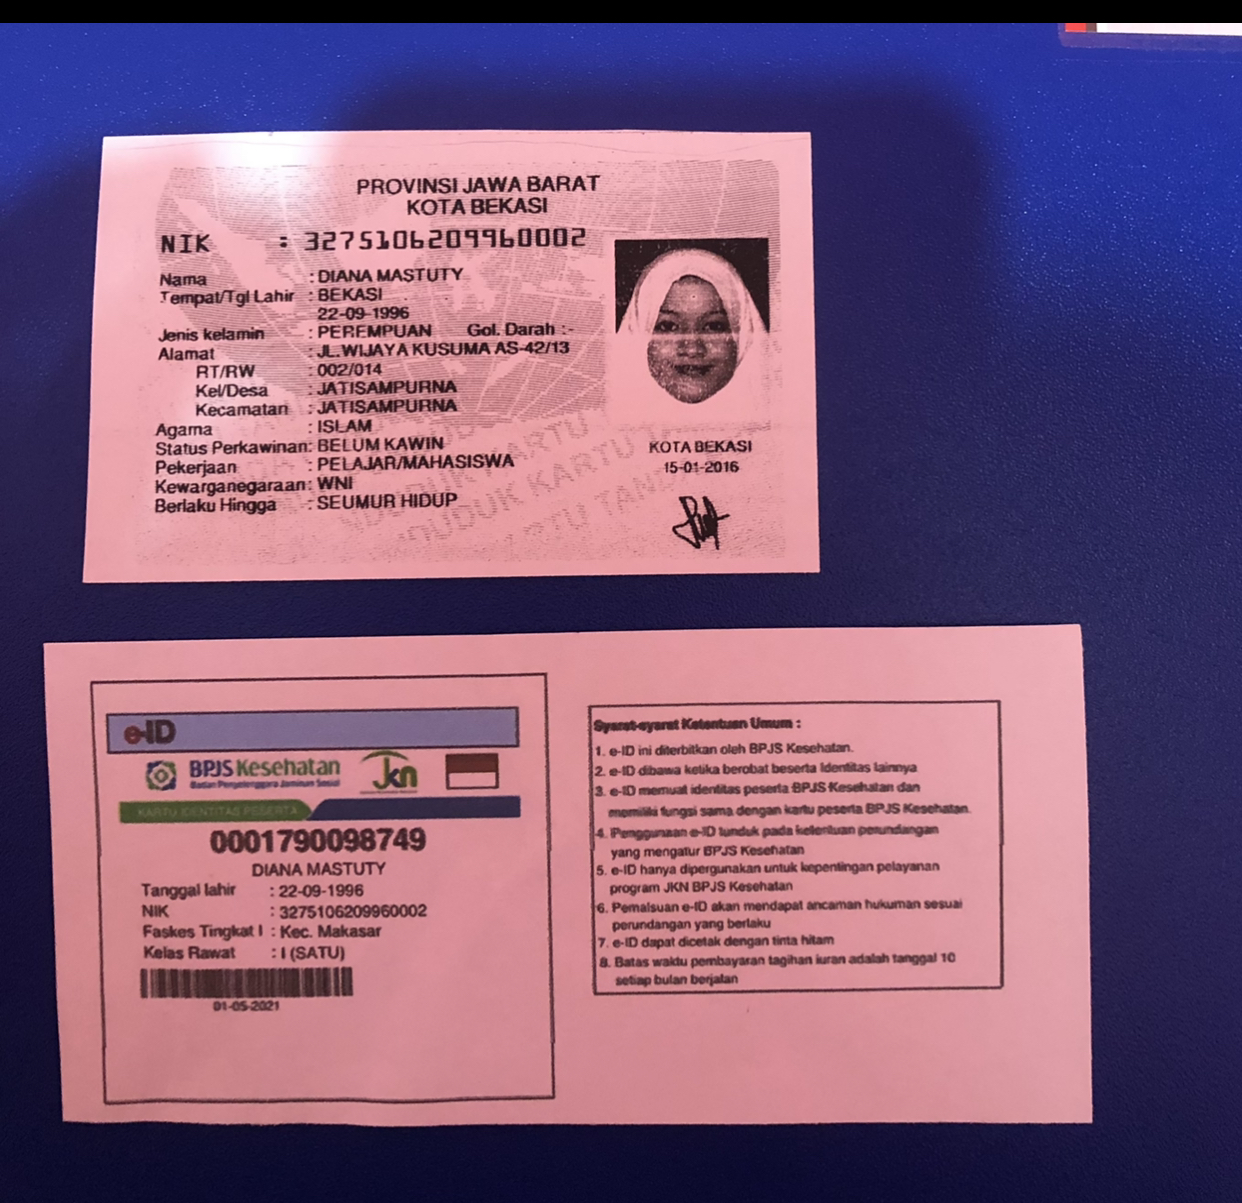 PROVINSI JAWA BARAT
KOTA BEKASI
NIK : 3275106209960002
Nama : DIANA MASTUTY
Tempat/Tgl Lahir : BEKASI
22-09-1996
Jenis kelamin : PEREMPUAN Gol. Darah :-
Alamat : JL.WIJAYA KUSUMA AS-42/13
RT/RW : 002/014
Kel/Desa : JATISAMPURNA
Kecamatan : JATISAMPURNA
Agama : ISLAM
Status Perkawinan: BELUM KAWIN
Pekerjaan : PELAJAR/MAHASISWA
Kewarganegaraan: WNI
Berlaku Hingga : SEUMUR HIDUP
KOTA BEKASI
15-01-2016
e-ID
BPJS Kesehatan
Badan Penyelenggara Jaminan Sosial
Jkn
KARTU IDENTITAS PESERTA
0001790098749
DIANA MASTUTY
Tanggal lahir : 22-09-1996
NIK : 3275106209960002
Faskes Tingkat I : Kec. Makasar
Kelas Rawat : I (SATU)
01-05-2021
Syarat-syarat Ketentuan Umum :
1. e-ID ini diterbitkan oleh BPJS Kesehatan.
2. e-ID dibawa ketika berobat beserta Identitas lainnya
3. e-ID memuat identitas peserta BPJS Kesehatan dan
memiliki fungsi sama dengan kartu peserta BPJS Kesehatan.
4. Penggunaan e-ID tunduk pada ketentuan perundangan
yang mengatur BPJS Kesehatan
5. e-ID hanya dipergunakan untuk kepentingan pelayanan
program JKN BPJS Kesehatan
6. Pemalsuan e-ID akan mendapat ancaman hukuman sesuai
perundangan yang berlaku
7. e-ID dapat dicetak dengan tinta hitam
8. Batas waktu pembayaran tagihan iuran adalah tanggal 10
setiap bulan berjalan